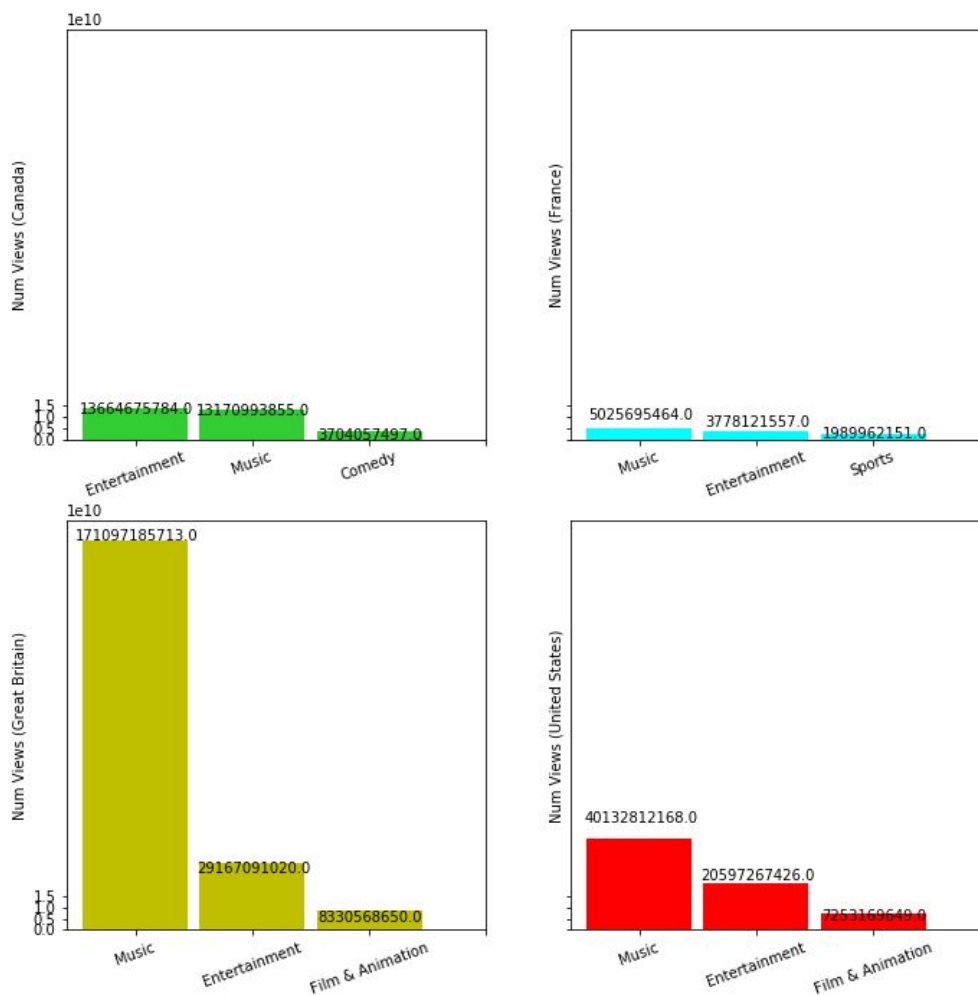 1e10
Num Views (Canada)
1.5
1.0
0.5
0.0
13664675784.0
13170993855.0
3704057497.0
Entertainment
Music
Comedy
Num Views (France)
5025695464.0
3778121557.0
1989962151.0
Music
Entertainment
Sports
1e10
Num Views (Great Britain)
1.5
1.0
0.5
0.0
171097185713.0
29167091020.0
8330568650.0
Music
Entertainment
Film & Animation
Num Views (United States)
40132812168.0
20597267426.0
7253169649.0
Music
Entertainment
Film & Animation